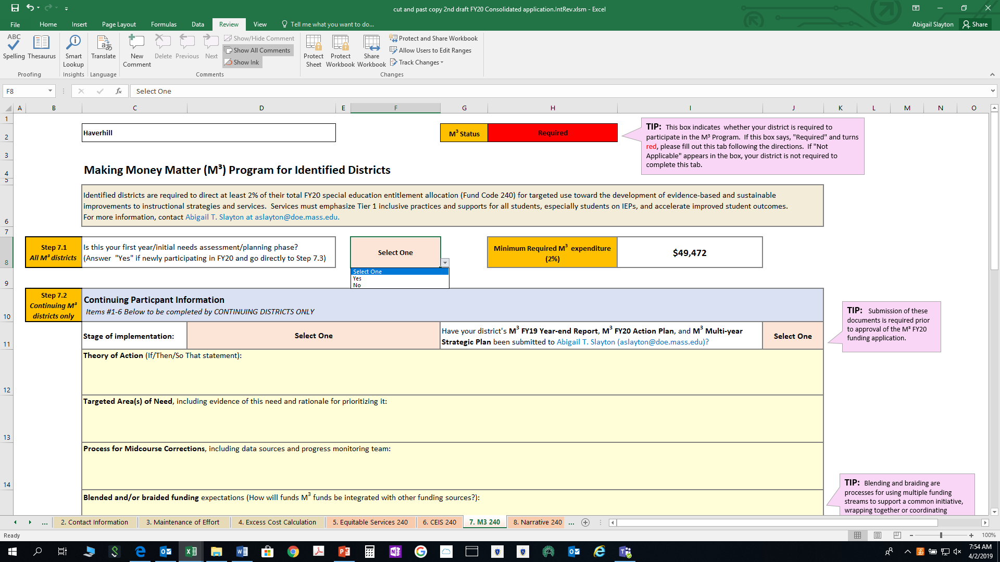 cut and past copy 2nd draft FY20 Consolidated application.IntRev.xlsm - Excel
File Home Insert Page Layout Formulas Data Review View Tell me what you want to do... Abigail Slayton Share
ABC
Show/Hide Comment
Show All Comments
Show Ink
Protect and Share Workbook
Allow Users to Edit Ranges
Track Changes
Spelling Thesaurus Smart Lookup Translate New Comment Delete Previous Next Protect Sheet Protect Workbook Share Workbook
Proofing Insights Language Comments Changes
F8 fx Select One
A B C D E F G H I J K L M N O
1
2
3
4
5
6
7
8
9
10
11
12
13
14
Haverhill
M³ Status Required
TIP: This box indicates whether your district is required to
participate in the M³ Program. If this box says, "Required" and turns
red, please fill out this tab following the directions. If "Not
Applicable" appears in the box, your district is not required to
complete this tab.
Making Money Matter (M³) Program for Identified Districts
Identified districts are required to direct at least 2% of their total FY20 special education entitlement allocation (Fund Code 240) for targeted use toward the development of evidence-based and sustainable
improvements to instructional strategies and services. Services must emphasize Tier 1 inclusive practices and supports for all students, especially students on IEPs, and accelerate improved student outcomes.
For more information, contact Abigail T. Slayton at aslayton@doe.mass.edu.
Step 7.1
All M³ districts
Is this your first year/initial needs assessment/planning phase?
(Answer "Yes" if newly participating in FY20 and go directly to Step 7.3)
Select One
Select One
Yes
No
Minimum Required M³ expenditure
(2%)
$49,472
Step 7.2
Continuing M³
districts only
Continuing Particpant Information
Items #1-6 Below to be completed by CONTINUING DISTRICTS ONLY
TIP: Submission of these
documents is required prior
to approval of the M³ FY20
funding application.
Stage of implementation: Select One
Have your district's M³ FY19 Year-end Report, M³ FY20 Action Plan, and M³ Multi-year
Strategic Plan been submitted to Abigail T. Slayton (aslayton@doe.mass.edu)?
Select One
Theory of Action (If/Then/So That statement):
Targeted Area(s) of Need, including evidence of this need and rationale for prioritizing it:
Process for Midcourse Corrections, including data sources and progress monitoring team:
Blended and/or braided funding expectations (How will funds M³ funds be integrated with other funding sources?):
TIP: Blending and braiding are
processes for using multiple funding
streams to support a common initiative,
wrapping together or coordinating
... 2. Contact Information 3. Maintenance of Effort 4. Excess Cost Calculation 5. Equitable Services 240 6. CEIS 240 7. M3 240 8. Narrative 240 ...
Ready 100%
7:54 AM
4/2/2019